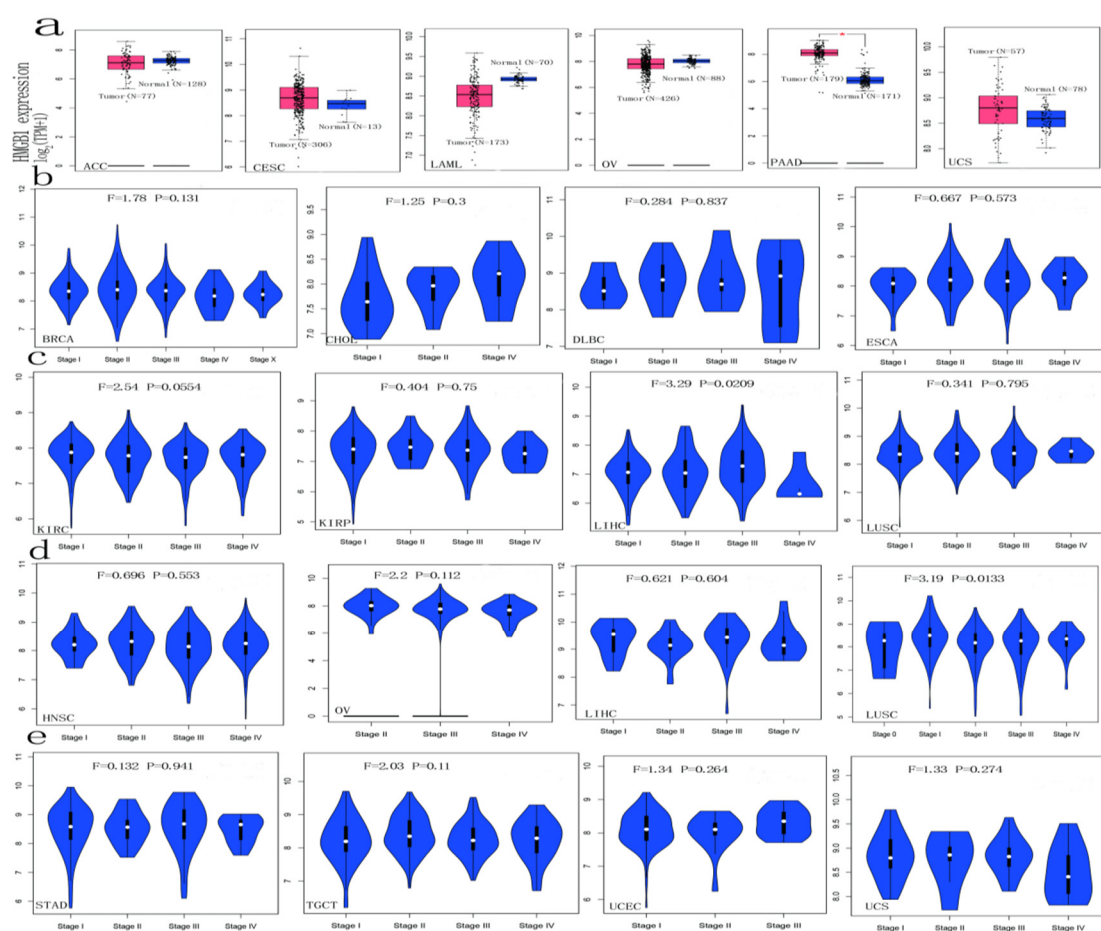 a
HMGB1 expression
log2(TPM+1)
Tumor(N=77)
Normal(N=128)
ACC
Tumor(N=306)
Normal(N=13)
CESC
Normal(N=70)
Tumor(N=173)
LAML
Normal(N=88)
Tumor(N=426)
OV
*
Tumor(N=179)
Normal(N=171)
PAAD
Tumor(N=57)
Normal(N=78)
UCS
b
F=1.78 P=0.131
BRCA
Stage I Stage II Stage III Stage IV Stage X
F=1.25 P=0.3
CHOL
Stage I Stage II Stage IV
F=0.284 P=0.837
DLBC
Stage I Stage II Stage III Stage IV
F=0.667 P=0.573
ESCA
Stage I Stage II Stage III Stage IV
c
F=2.54 P=0.0554
KIRC
Stage I Stage II Stage III Stage IV
F=0.404 P=0.75
KIRP
Stage I Stage II Stage III Stage IV
F=3.29 P=0.0209
LIHC
Stage I Stage II Stage III Stage IV
F=0.341 P=0.795
LUSC
Stage I Stage II Stage III Stage IV
d
F=0.696 P=0.553
HNSC
Stage I Stage II Stage III Stage IV
F=2.2 P=0.112
OV
Stage II Stage III Stage IV
F=0.621 P=0.604
LIHC
Stage I Stage II Stage III Stage IV
F=3.19 P=0.0133
LUSC
Stage 0 Stage I Stage II Stage III Stage IV
e
F=0.132 P=0.941
STAD
Stage I Stage II Stage III Stage IV
F=2.03 P=0.11
TGCT
Stage I Stage II Stage III Stage IV
F=1.34 P=0.264
UCEC
Stage I Stage II Stage III
F=1.33 P=0.274
UCS
Stage I Stage II Stage III Stage IV